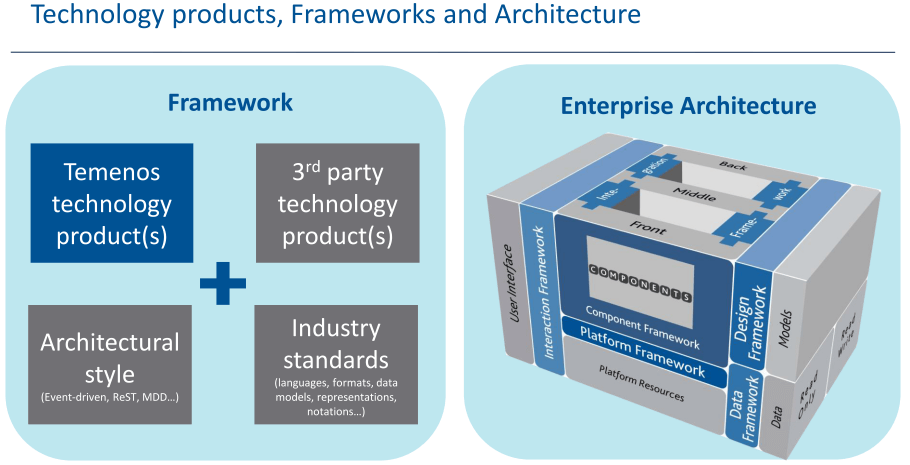 Technology products, Frameworks and Architecture
Framework
Temenos
technology
product(s)
3rd party
technology
product(s)
Architectural
style
(Event-driven, ReST, MDD...)
Industry
standards
(languages, formats, data
models, representations,
notations...)
Enterprise Architecture
Back
Middle
Front
Inte-
gration
Frame-
work
User Interface
Interaction Framework
COMPONENTS
Component Framework
Platform Framework
Platform Resources
Design
Framework
Models
Data
Framework
Data
Read
Write
Read
Only